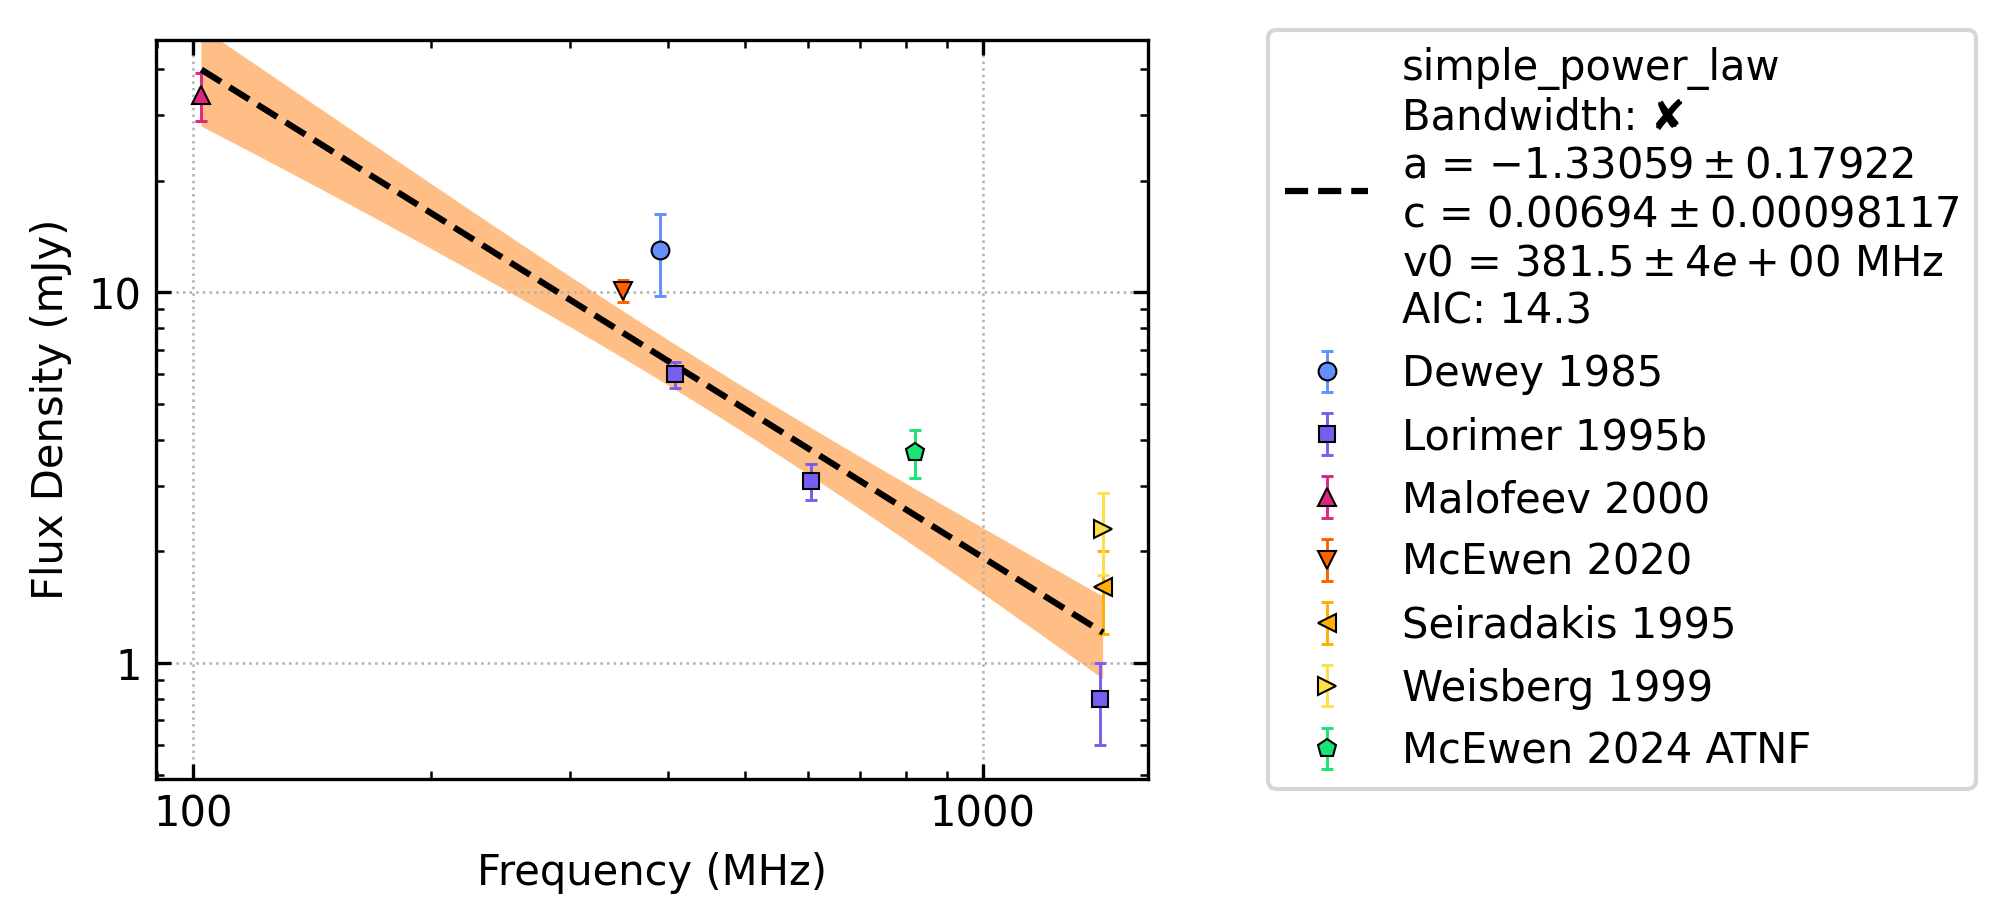 Flux Density (mJy)
10
1
100
1000
Frequency (MHz)
simple_power_law
Bandwidth: ✘
a = −1.33059 ± 0.17922
c = 0.00694 ± 0.00098117
v0 = 381.5 ± 4e + 00 MHz
AIC: 14.3
Dewey 1985
Lorimer 1995b
Malofeev 2000
McEwen 2020
Seiradakis 1995
Weisberg 1999
McEwen 2024 ATNF